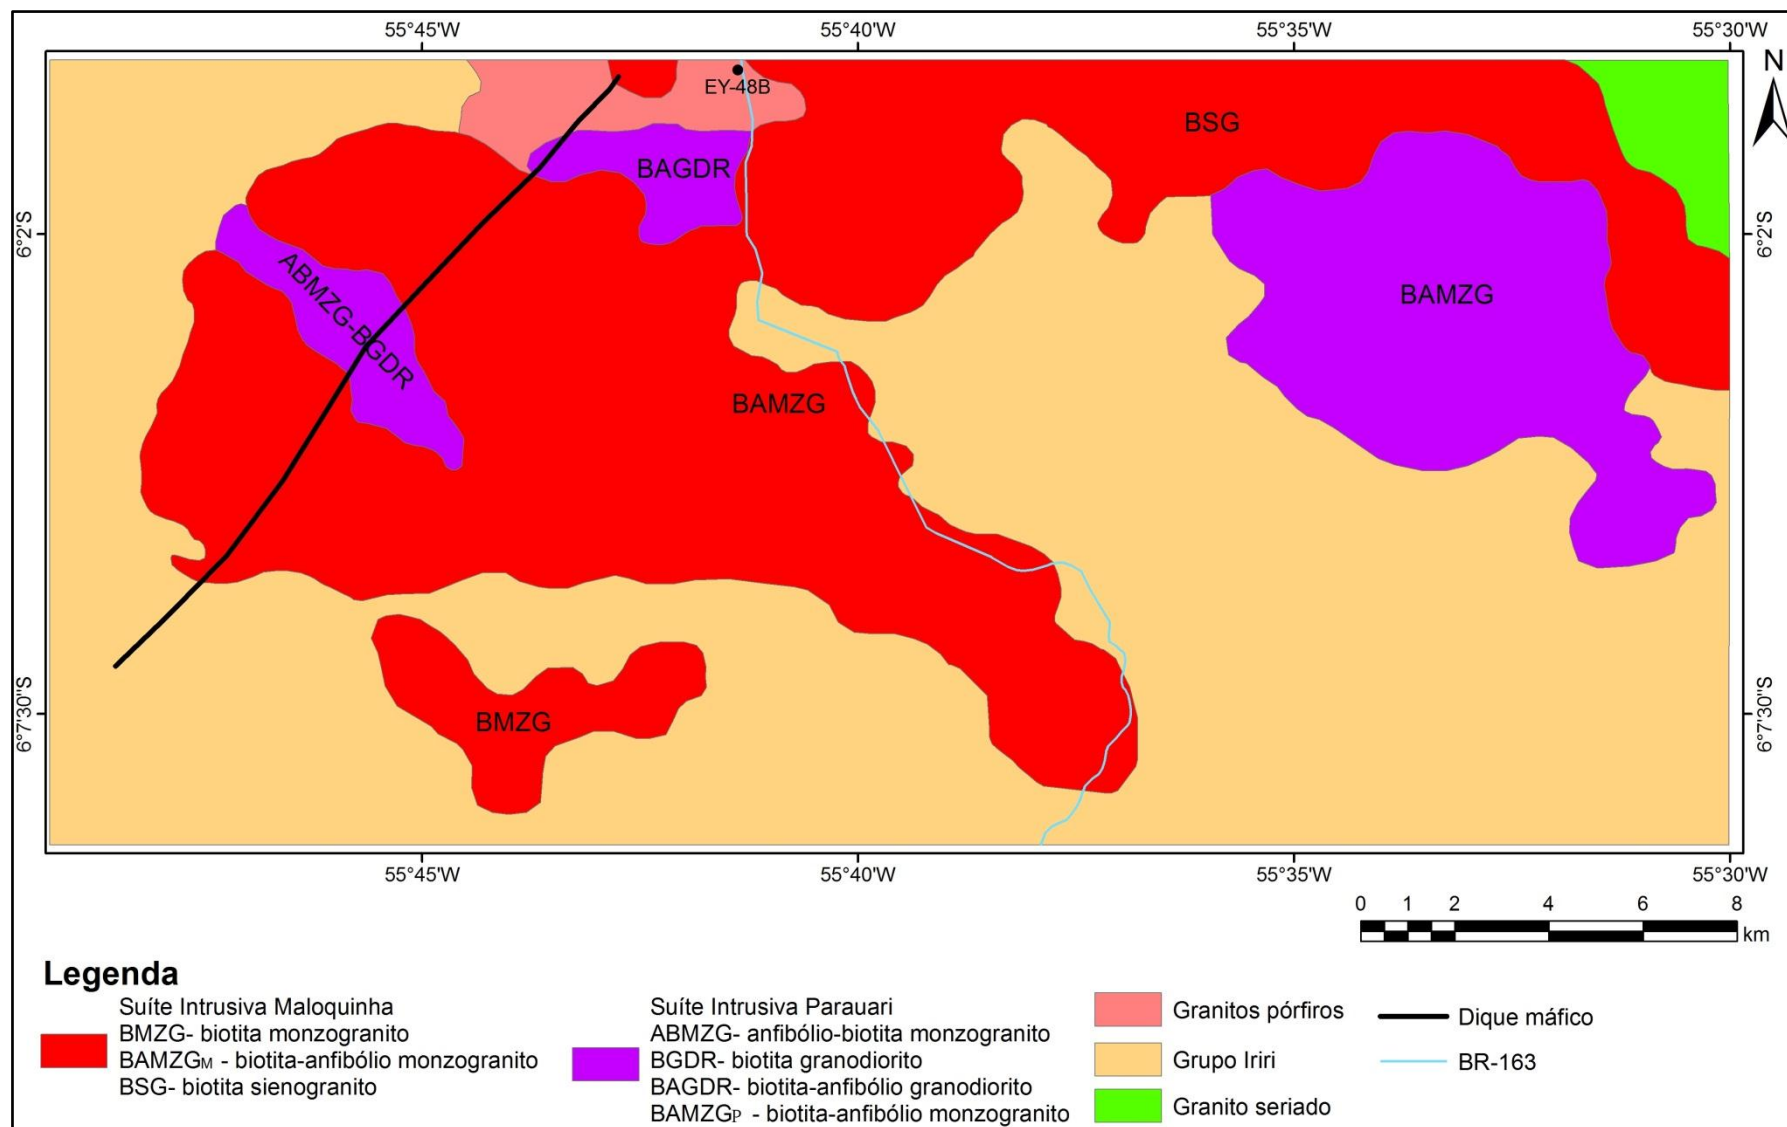 55°45'W 55°40'W 55°35'W 55°30'W
N
EY-48B
BSG
BAGDR
6°2'S 6°2'S
ABMZG-BGDR
BAMZG
BAMZG
6°7'30"S 6°7'30"S
BMZG
55°45'W 55°40'W 55°35'W 55°30'W
0 1 2 4 6 8
km
Legenda
Suíte Intrusiva Maloquinha
BMZG- biotita monzogranito
BAMZGM - biotita-anfibólio monzogranito
BSG- biotita sienogranito
Suíte Intrusiva Parauari
ABMZG- anfibólio-biotita monzogranito
BGDR- biotita granodiorito
BAGDR- biotita-anfibólio granodiorito
BAMZGP - biotita-anfibólio monzogranito
Granitos pórfiros
Grupo Iriri
Granito seriado
Dique máfico
BR-163